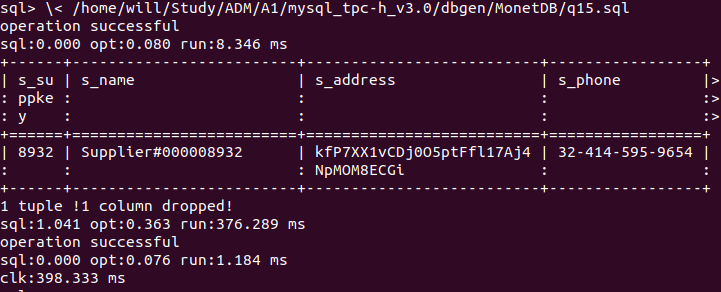 sql> \< /home/will/Study/ADM/A1/mysql_tpc-h_v3.0/dbgen/MonetDB/q15.sql
operation successful
sql:0.000 opt:0.080 run:8.346 ms
+------+--------------------------+---------------------------+-----------------+
| s_su | s_name                   | s_address                 | s_phone         |>
: ppke :                          :                           :                 :>
: y    :                          :                           :                 :>
+======+==========================+===========================+=================+
| 8932 | Supplier#000008932       | kfP7XX1vCDj0O5ptFfl17Aj4  | 32-414-595-9654 |
:      :                          : NpMOM8ECGi                :                 :
+------+--------------------------+---------------------------+-----------------+
1 tuple !1 column dropped!
sql:1.041 opt:0.363 run:376.289 ms
operation successful
sql:0.000 opt:0.076 run:1.184 ms
clk:398.333 ms